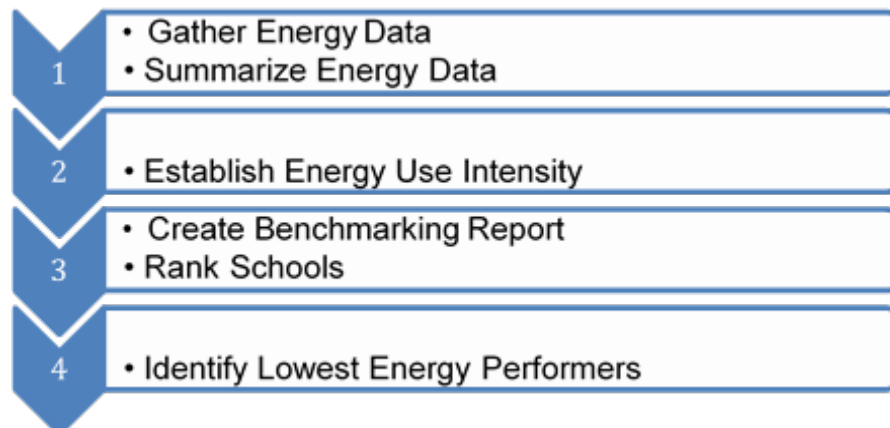 • Gather Energy Data
1
• Summarize Energy Data
2
• Establish Energy Use Intensity
• Create Benchmarking Report
3
• Rank Schools
4
• Identify Lowest Energy Performers